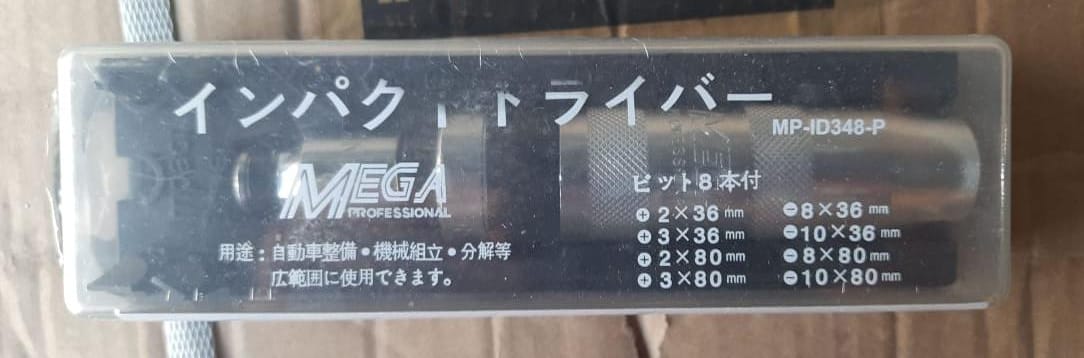 インパクトドライバー
MP-ID348-P
MEGA
PROFESSIONAL
用途：自動車整備・機械組立・分解等
広範囲に使用できます。
ビット8本付
⊕2×36mm ⊖8×36mm
⊕3×36mm ⊖10×36mm
⊕2×80mm ⊖8×80mm
⊕3×80mm ⊖10×80mm